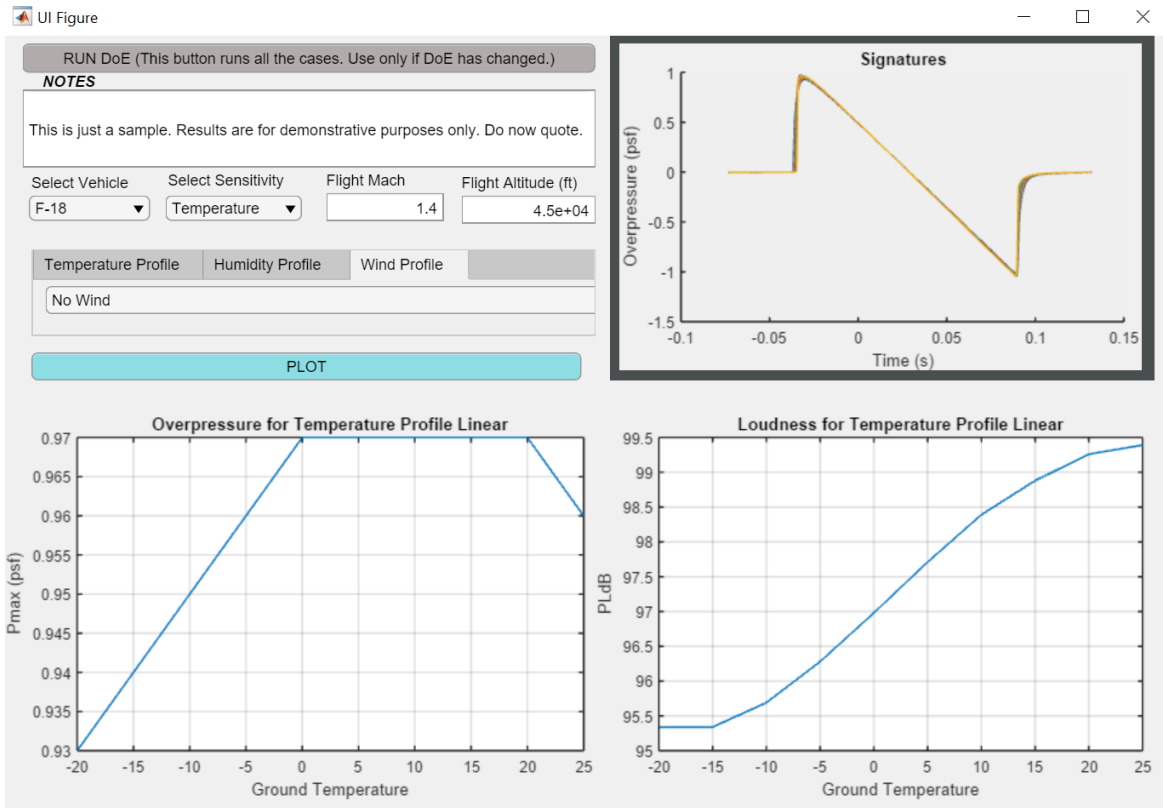 UI Figure
RUN DoE (This button runs all the cases. Use only if DoE has changed.)
NOTES
This is just a sample. Results are for demonstrative purposes only. Do now quote.
Select Vehicle
Select Sensitivity
Flight Mach
Flight Altitude (ft)
F-18
Temperature
1.4
4.5e+04
Temperature Profile
Humidity Profile
Wind Profile
No Wind
PLOT
Signatures
Overpressure (psf)
1
0.5
0
-0.5
-1
-1.5
-0.1 -0.05 0 0.05 0.1 0.15
Time (s)
Overpressure for Temperature Profile Linear
Pmax (psf)
0.97
0.965
0.96
0.955
0.95
0.945
0.94
0.935
0.93
-20 -15 -10 -5 0 5 10 15 20 25
Ground Temperature
Loudness for Temperature Profile Linear
PLdB
99.5
99
98.5
98
97.5
97
96.5
96
95.5
95
-20 -15 -10 -5 0 5 10 15 20 25
Ground Temperature